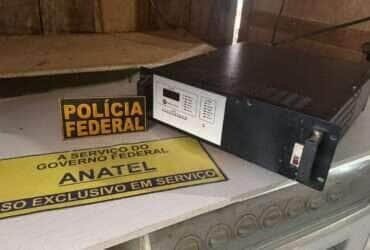 POLÍCIA
FEDERAL
A SERVIÇO DO
GOVERNO FEDERAL
ANATEL
SO EXCLUSIVO EM SERVIÇO